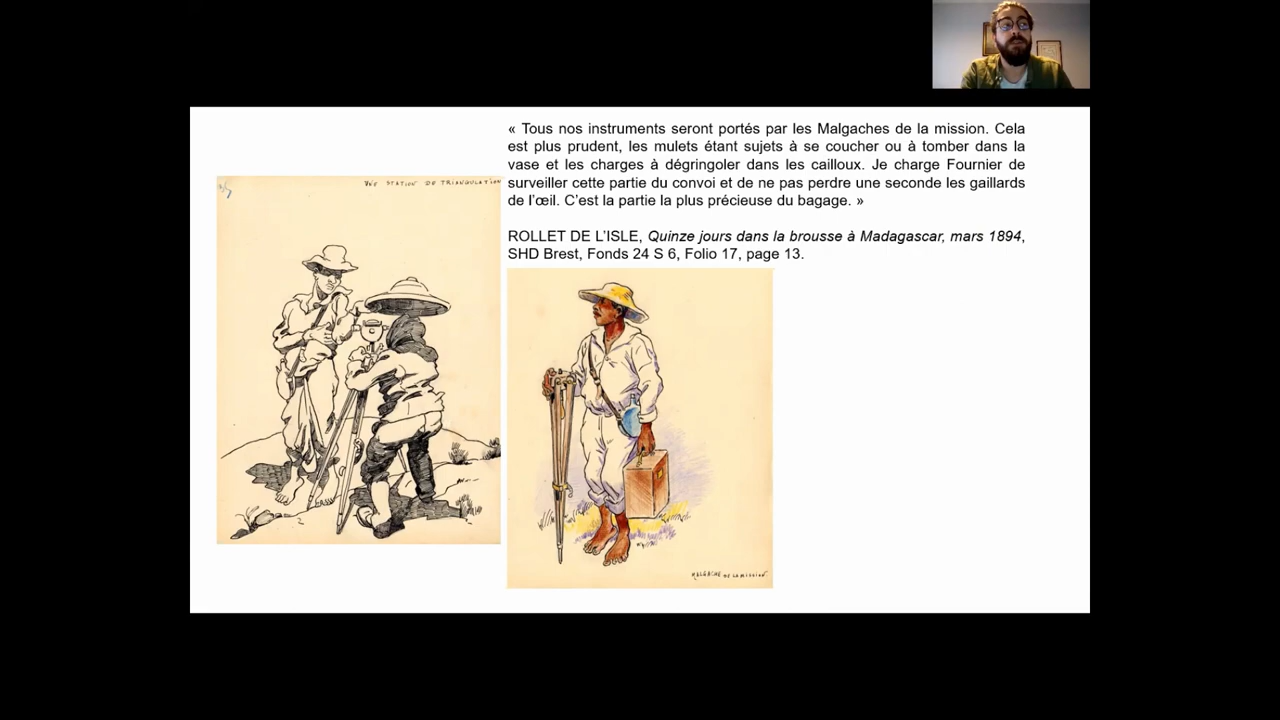 « Tous nos instruments seront portés par les Malgaches de la mission. Cela
est plus prudent, les mulets étant sujets à se coucher ou à tomber dans la
vase et les charges à dégringoler dans les cailloux. Je charge Fournier de
surveiller cette partie du convoi et de ne pas perdre une seconde les gaillards
de l’œil. C’est la partie la plus précieuse du bagage. »
ROLLET DE L’ISLE, Quinze jours dans la brousse à Madagascar, mars 1894,
SHD Brest, Fonds 24 S 6, Folio 17, page 13.
UNE STATION DE TRIANGULATION
MALGACHE DE LA MISSION